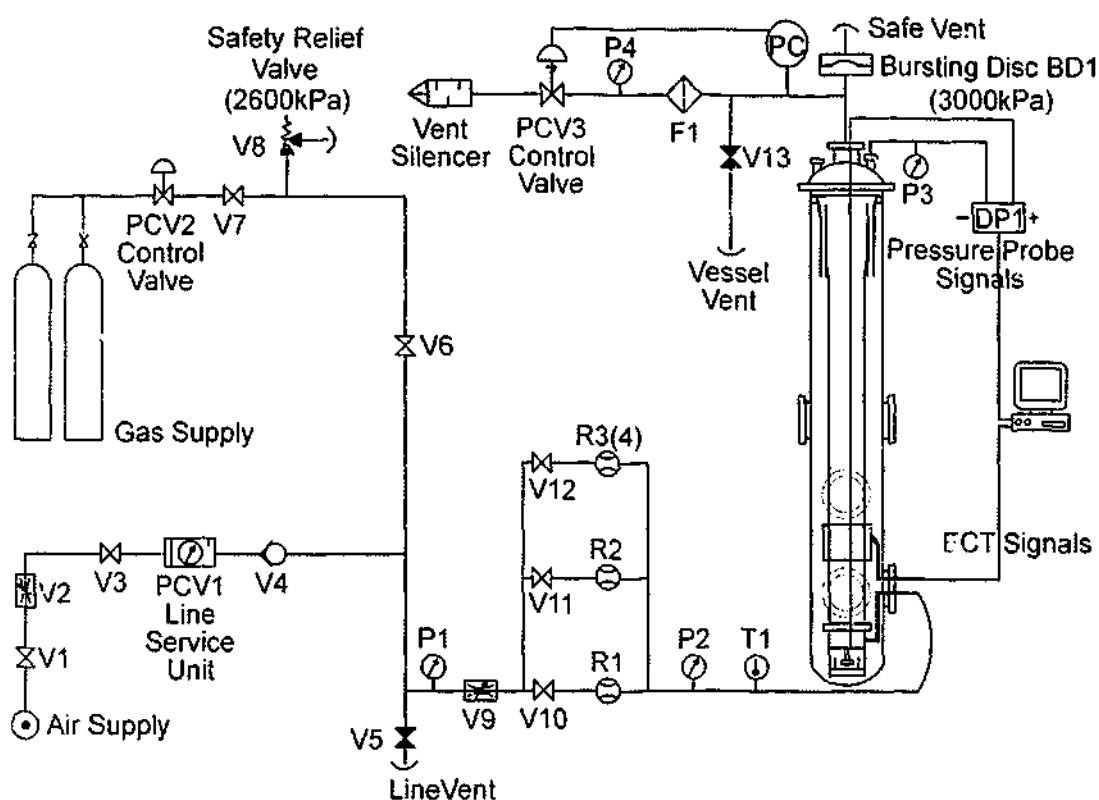 Safety Relief
Valve
(2600kPa)
V8
PCV2
Control
Valve
V7
Gas Supply
V6
Vent
Silencer
PCV3
Control
Valve
P4
F1
PC
V13
Vessel
Vent
Safe Vent
Bursting Disc BD1
(3000kPa)
P3
-DP1+
Pressure Probe
Signals
ECT Signals
R3(4)
V12
R2
V11
R1
V10
V9
P1
P2
T1
V1
V2
V3
PCV1
Line
Service
Unit
V4
Air Supply
V5
LineVent